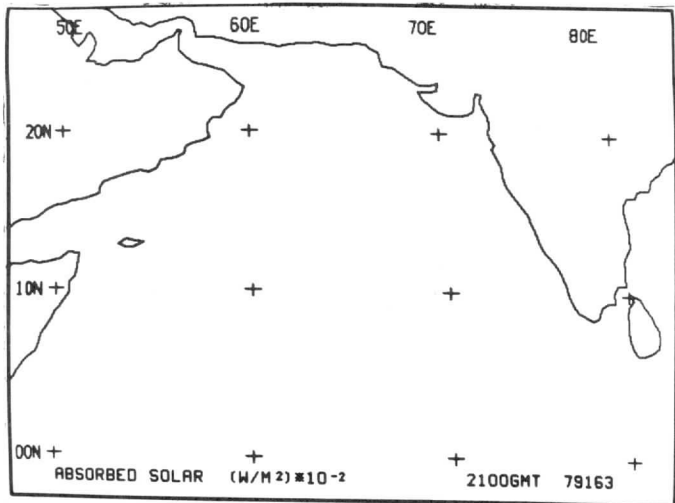 50E 60E 70E 80E
20N
10N
00N
ABSORBED SOLAR (W/M2)*10-2 2100GMT 79163